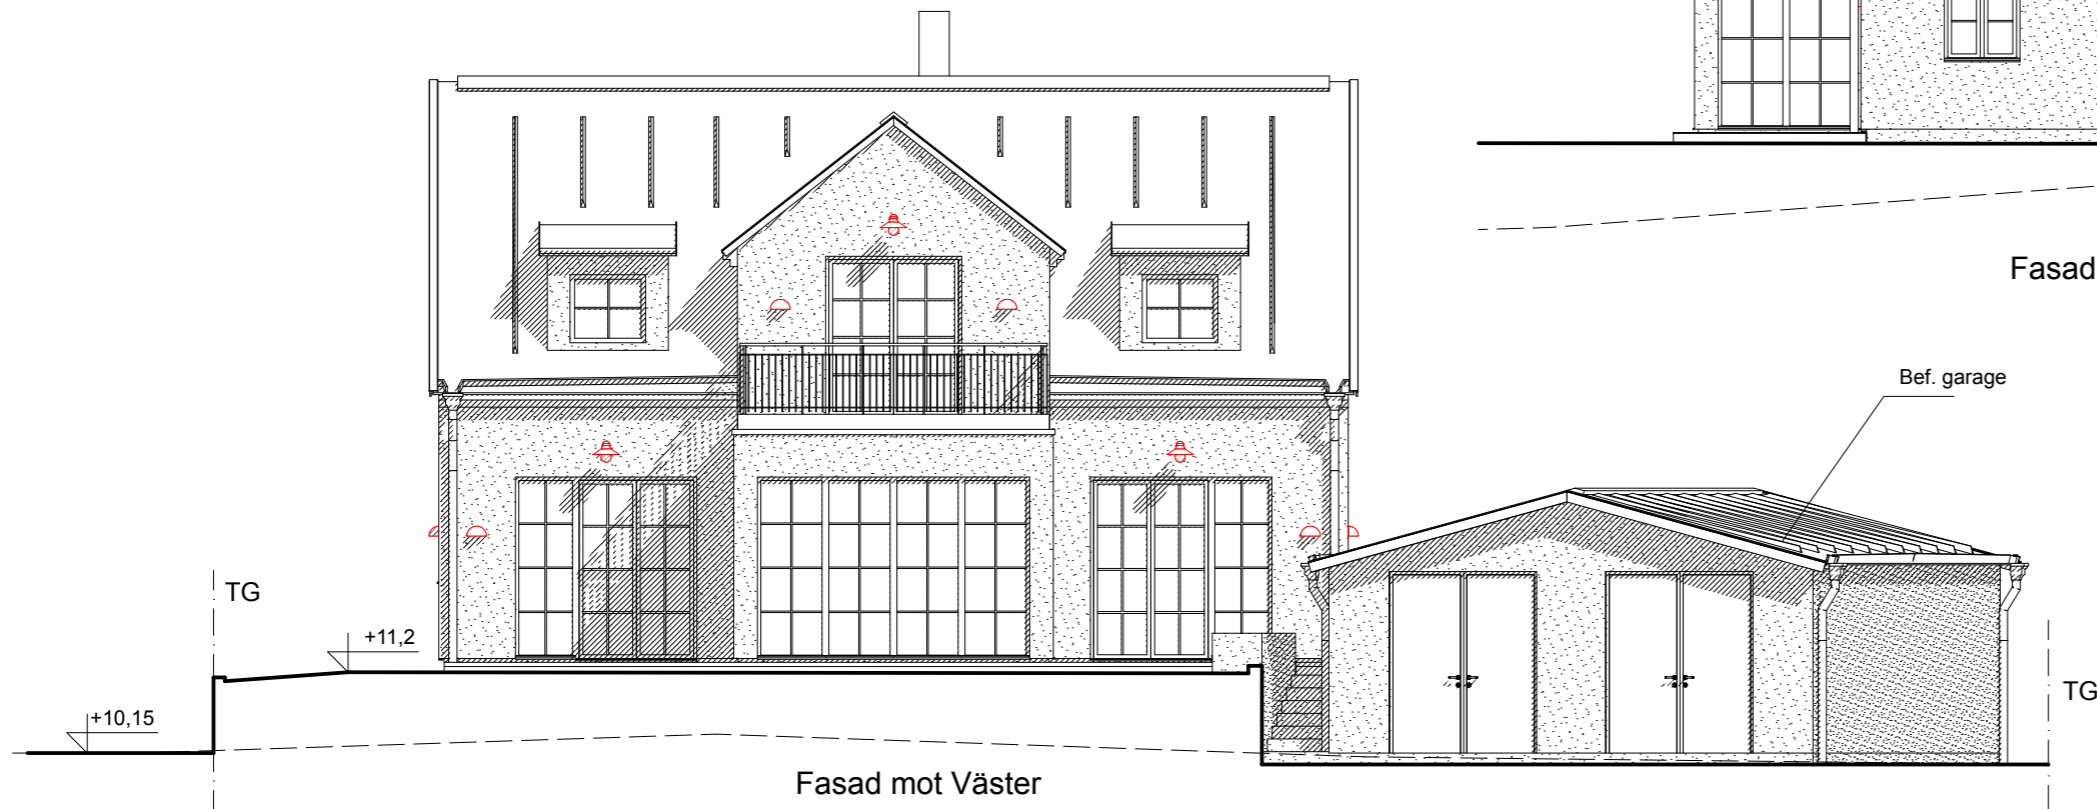 Fasad
Bef. garage
TG
+11,2
TG
+10,15
Fasad mot Väster